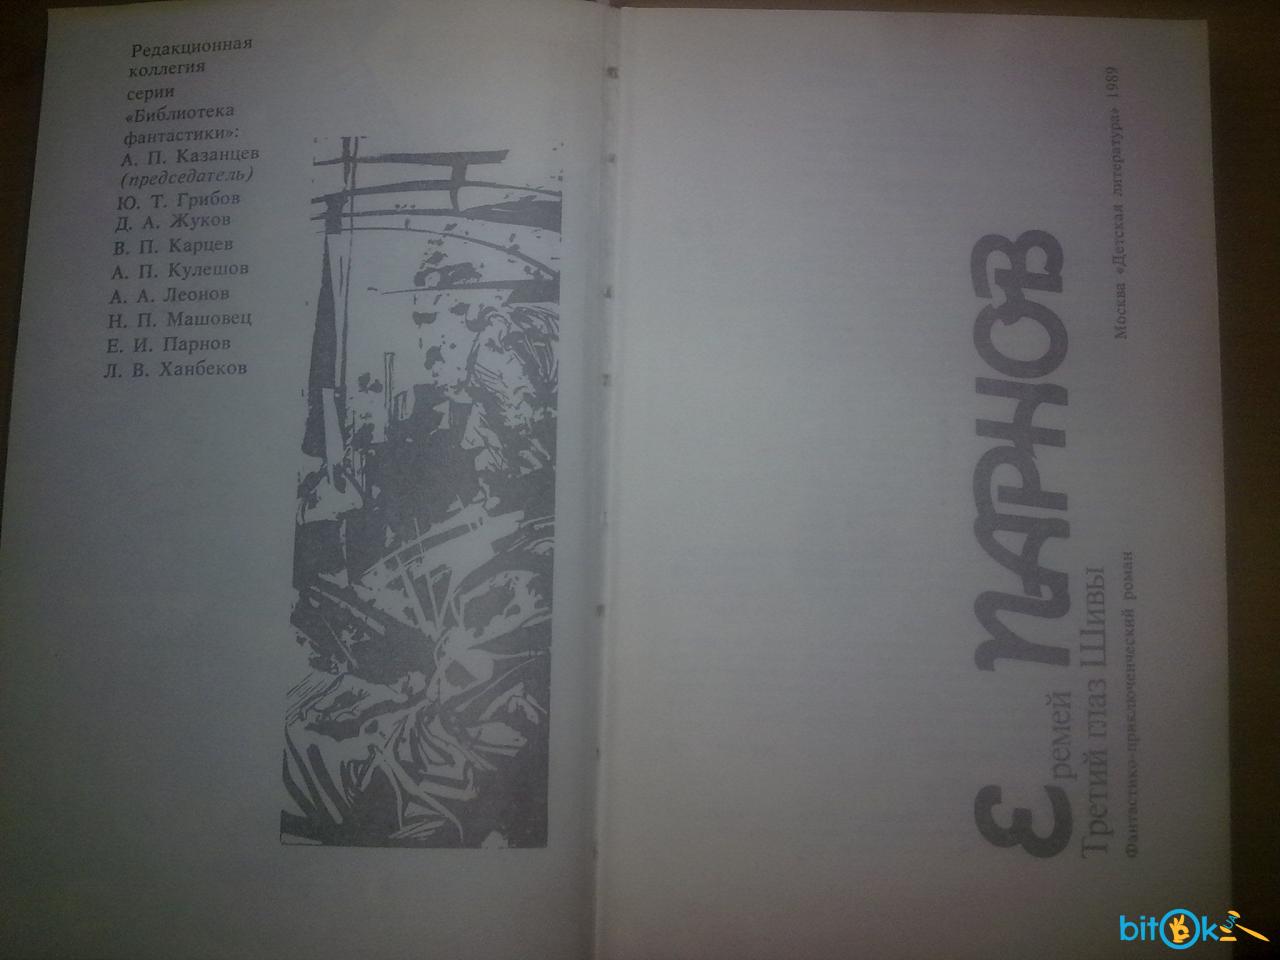 Редакционная
коллегия
серии
«Библиотека
фантастики»:
А. П. Казанцев
(председатель)
Ю. Т. Грибов
Д. А. Жуков
В. П. Карцев
А. П. Кулешов
А. А. Леонов
Н. П. Машовец
Е. И. Парнов
Л. В. Ханбеков
Еремей ПАРНОВ
Третий глаз Шивы
Фантастико-приключенческий роман
Москва «Детская литература» 1989
bitOk.UA